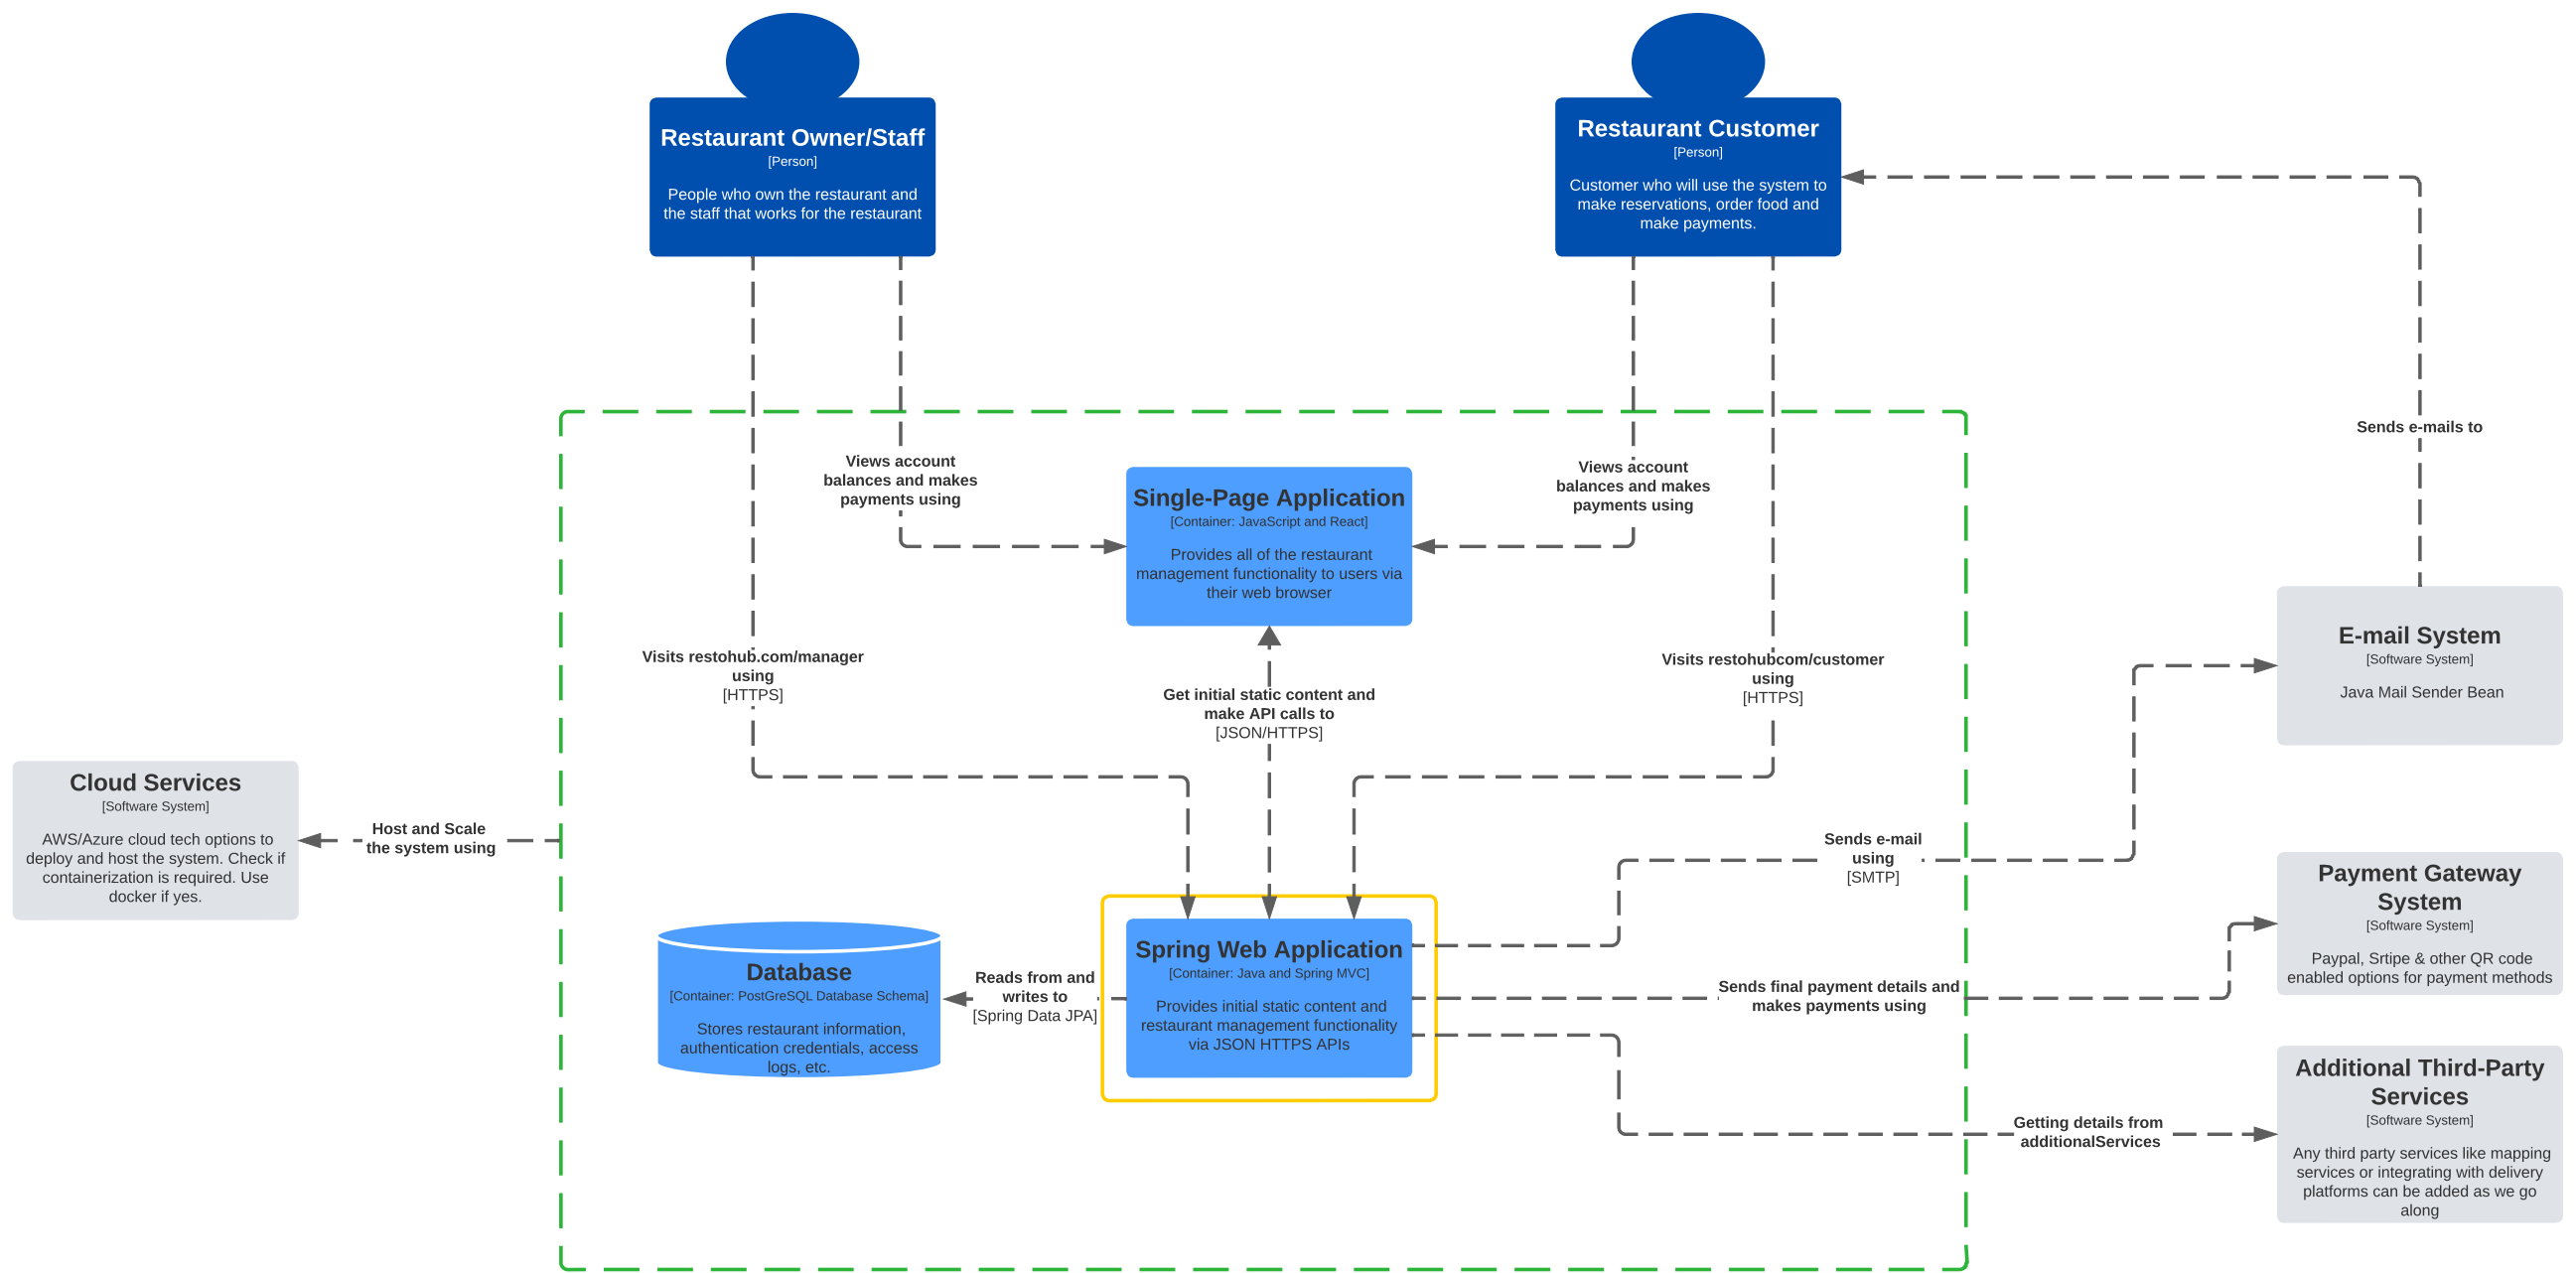 Restaurant Owner/Staff
[Person]
People who own the restaurant and
the staff that works for the restaurant
Restaurant Customer
[Person]
Customer who will use the system to
make reservations, order food and
make payments.
Sends e-mails to
Views account
balances and makes
payments using
Single-Page Application
[Container: JavaScript and React]
Provides all of the restaurant
management functionality to users via
their web browser
Views account
balances and makes
payments using
Visits restohub.com/manager
using
[HTTPS]
Get initial static content and
make API calls to
[JSON/HTTPS]
Visits restohubcom/customer
using
[HTTPS]
E-mail System
[Software System]
Java Mail Sender Bean
Cloud Services
[Software System]
AWS/Azure cloud tech options to
deploy and host the system. Check if
containerization is required. Use
docker if yes.
Host and Scale
the system using
Sends e-mail
using
[SMTP]
Database
[Container: PostGreSQL Database Schema]
Stores restaurant information,
authentication credentials, access
logs, etc.
Reads from and
writes to
[Spring Data JPA]
Spring Web Application
[Container: Java and Spring MVC]
Provides initial static content and
restaurant management functionality
via JSON HTTPS APIs
Sends final payment details and
makes payments using
Payment Gateway
System
[Software System]
Paypal, Srtipe & other QR code
enabled options for payment methods
Getting details from
additionalServices
Additional Third-Party
Services
[Software System]
Any third party services like mapping
services or integrating with delivery
platforms can be added as we go
along